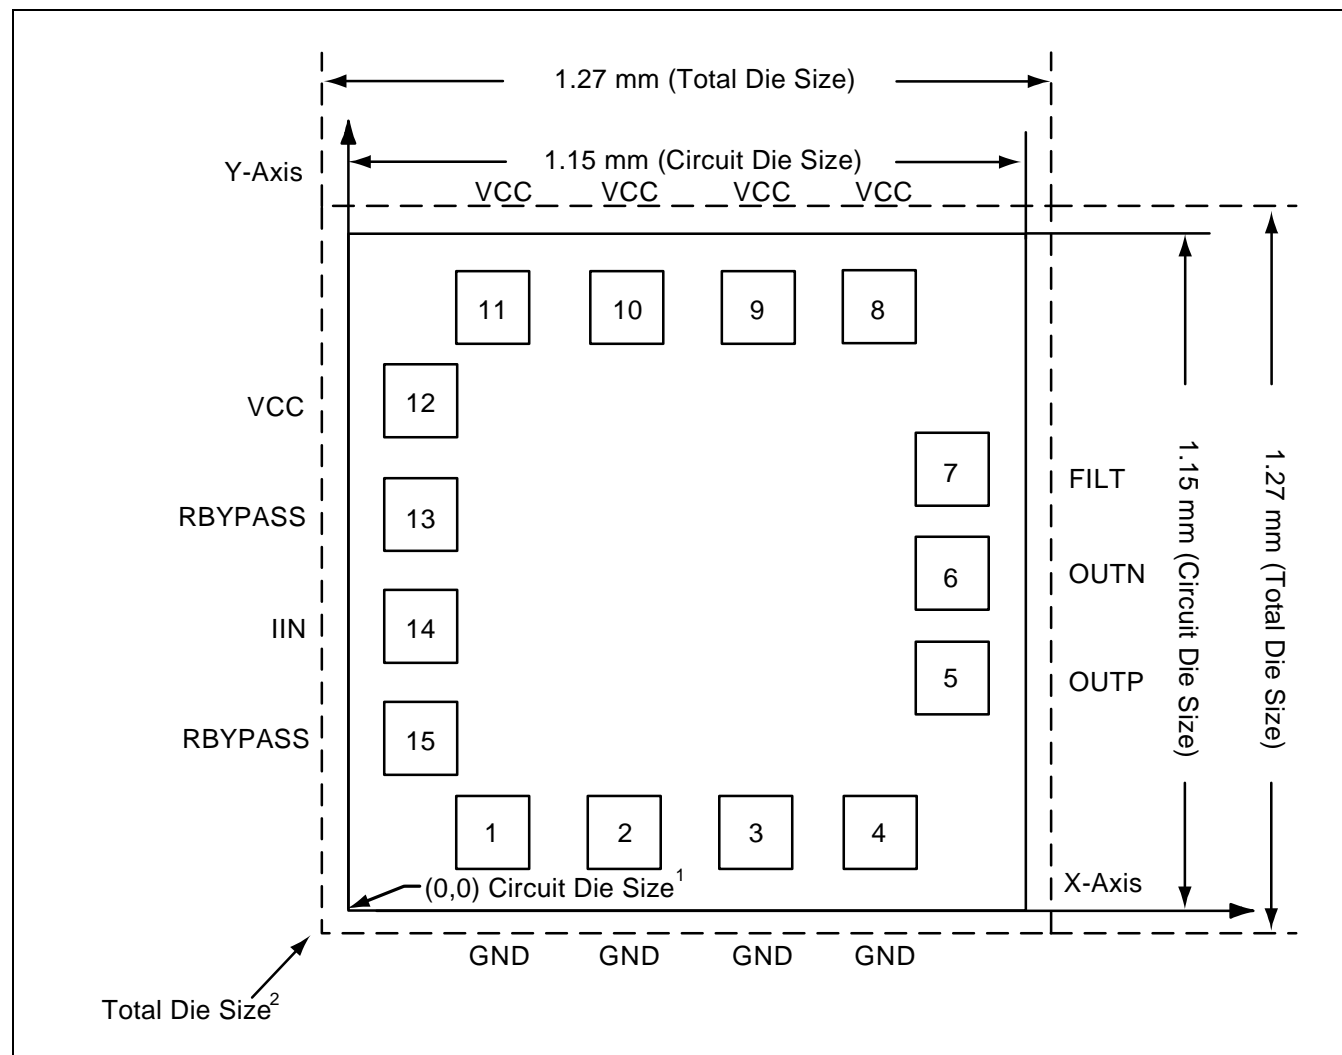 1.27 mm (Total Die Size)
1.15 mm (Circuit Die Size)
Y-Axis
VCC VCC VCC VCC
11 10 9 8
VCC 12
7 FILT
RBYPASS 13
6 OUTN
IIN 14
5 OUTP
RBYPASS 15
1.15 mm (Circuit Die Size)
1.27 mm (Total Die Size)
1 2 3 4
(0,0) Circuit Die Size1
X-Axis
GND GND GND GND
Total Die Size2